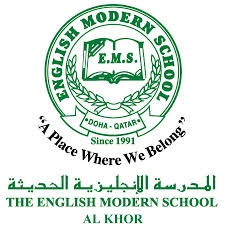 ENGLISH MODERN SCHOOL
E.M.S.
DOHA - QATAR
Since 1991
"A Place Where We Belong"
المدرسة الإنجليزية الحديثة
THE ENGLISH MODERN SCHOOL
AL KHOR